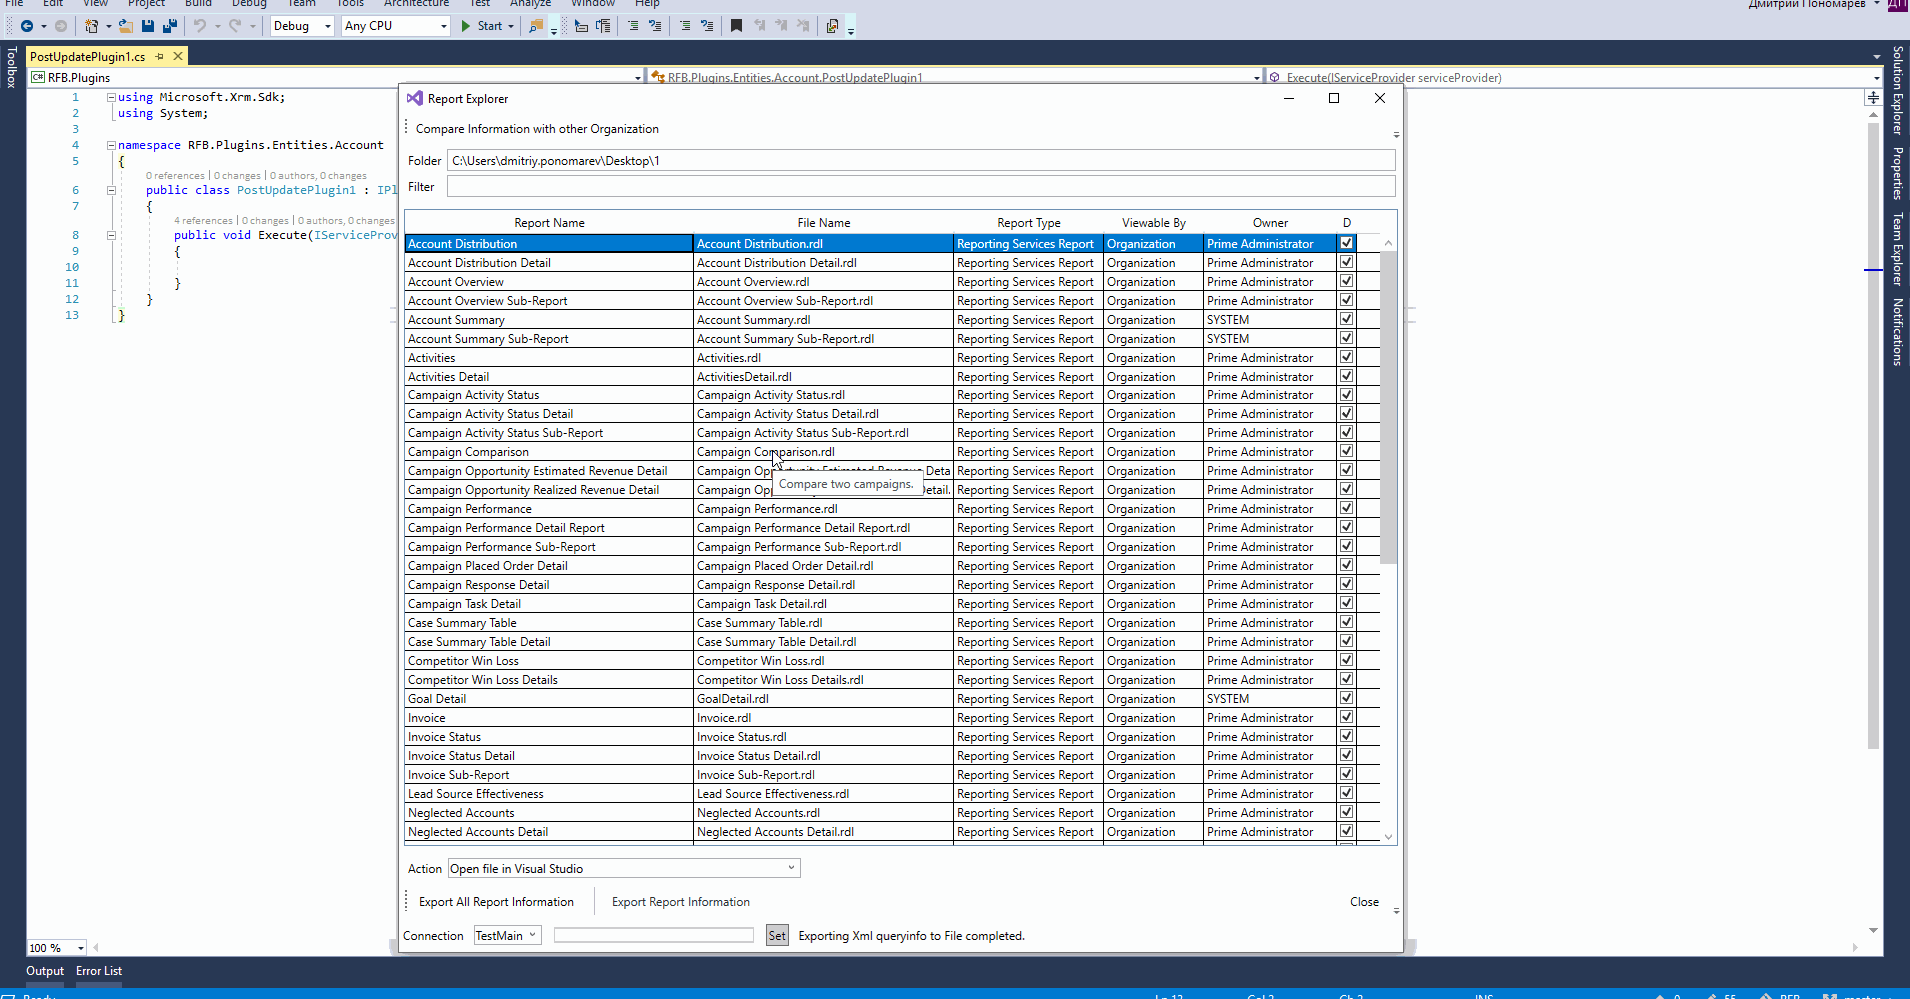 File Edit View Project Build Debug Team Tools Architecture Test Analyze Window Help Дмитрий Пономарев ДП
Debug Any CPU Start
Toolbox
PostUpdatePlugin1.cs
RFB.Plugins RFB.Plugins.Entities.Account.PostUpdatePlugin1 Execute(IServiceProvider serviceProvider)
1 using Microsoft.Xrm.Sdk;
2 using System;
3
4 namespace RFB.Plugins.Entities.Account
5 {
0 references | 0 changes | 0 authors, 0 changes
6 public class PostUpdatePlugin1 : IPl
7 {
4 references | 0 changes | 0 authors, 0 changes
8 public void Execute(IServiceProv
9 {
10
11 }
12 }
13 }
Report Explorer
Compare Information with other Organization
Folder C:\Users\dmitriy.ponomarev\Desktop\1
Filter
Report Name File Name Report Type Viewable By Owner D
Account Distribution Account Distribution.rdl Reporting Services Report Organization Prime Administrator
Account Distribution Detail Account Distribution Detail.rdl Reporting Services Report Organization Prime Administrator
Account Overview Account Overview.rdl Reporting Services Report Organization Prime Administrator
Account Overview Sub-Report Account Overview Sub-Report.rdl Reporting Services Report Organization Prime Administrator
Account Summary Account Summary.rdl Reporting Services Report Organization SYSTEM
Account Summary Sub-Report Account Summary Sub-Report.rdl Reporting Services Report Organization SYSTEM
Activities Activities.rdl Reporting Services Report Organization Prime Administrator
Activities Detail ActivitiesDetail.rdl Reporting Services Report Organization Prime Administrator
Campaign Activity Status Campaign Activity Status.rdl Reporting Services Report Organization Prime Administrator
Campaign Activity Status Detail Campaign Activity Status Detail.rdl Reporting Services Report Organization Prime Administrator
Campaign Activity Status Sub-Report Campaign Activity Status Sub-Report.rdl Reporting Services Report Organization Prime Administrator
Campaign Comparison Campaign Comparison.rdl Reporting Services Report Organization Prime Administrator
Campaign Opportunity Estimated Revenue Detail Campaign Opportunity Estimated Revenue Deta Reporting Services Report Organization Prime Administrator
Compare two campaigns.
Campaign Opportunity Realized Revenue Detail Campaign Opp Detail. Reporting Services Report Organization Prime Administrator
Campaign Performance Campaign Performance.rdl Reporting Services Report Organization Prime Administrator
Campaign Performance Detail Report Campaign Performance Detail Report.rdl Reporting Services Report Organization Prime Administrator
Campaign Performance Sub-Report Campaign Performance Sub-Report.rdl Reporting Services Report Organization Prime Administrator
Campaign Placed Order Detail Campaign Placed Order Detail.rdl Reporting Services Report Organization Prime Administrator
Campaign Response Detail Campaign Response Detail.rdl Reporting Services Report Organization Prime Administrator
Campaign Task Detail Campaign Task Detail.rdl Reporting Services Report Organization Prime Administrator
Case Summary Table Case Summary Table.rdl Reporting Services Report Organization Prime Administrator
Case Summary Table Detail Case Summary Table Detail.rdl Reporting Services Report Organization Prime Administrator
Competitor Win Loss Competitor Win Loss.rdl Reporting Services Report Organization Prime Administrator
Competitor Win Loss Details Competitor Win Loss Details.rdl Reporting Services Report Organization Prime Administrator
Goal Detail GoalDetail.rdl Reporting Services Report Organization SYSTEM
Invoice Invoice.rdl Reporting Services Report Organization Prime Administrator
Invoice Status Invoice Status.rdl Reporting Services Report Organization Prime Administrator
Invoice Status Detail Invoice Status Detail.rdl Reporting Services Report Organization Prime Administrator
Invoice Sub-Report Invoice Sub-Report.rdl Reporting Services Report Organization Prime Administrator
Lead Source Effectiveness Lead Source Effectiveness.rdl Reporting Services Report Organization Prime Administrator
Neglected Accounts Neglected Accounts.rdl Reporting Services Report Organization Prime Administrator
Neglected Accounts Detail Neglected Accounts Detail.rdl Reporting Services Report Organization Prime Administrator
Action Open file in Visual Studio
Export All Report Information Export Report Information Close
Connection TestMain Set Exporting Xml queryinfo to File completed.
Solution Explorer
Properties
Team Explorer
Notifications
100 %
Output Error List
Ready Ln 13 Col 2 Ch 2 INS 0 55 RFB master